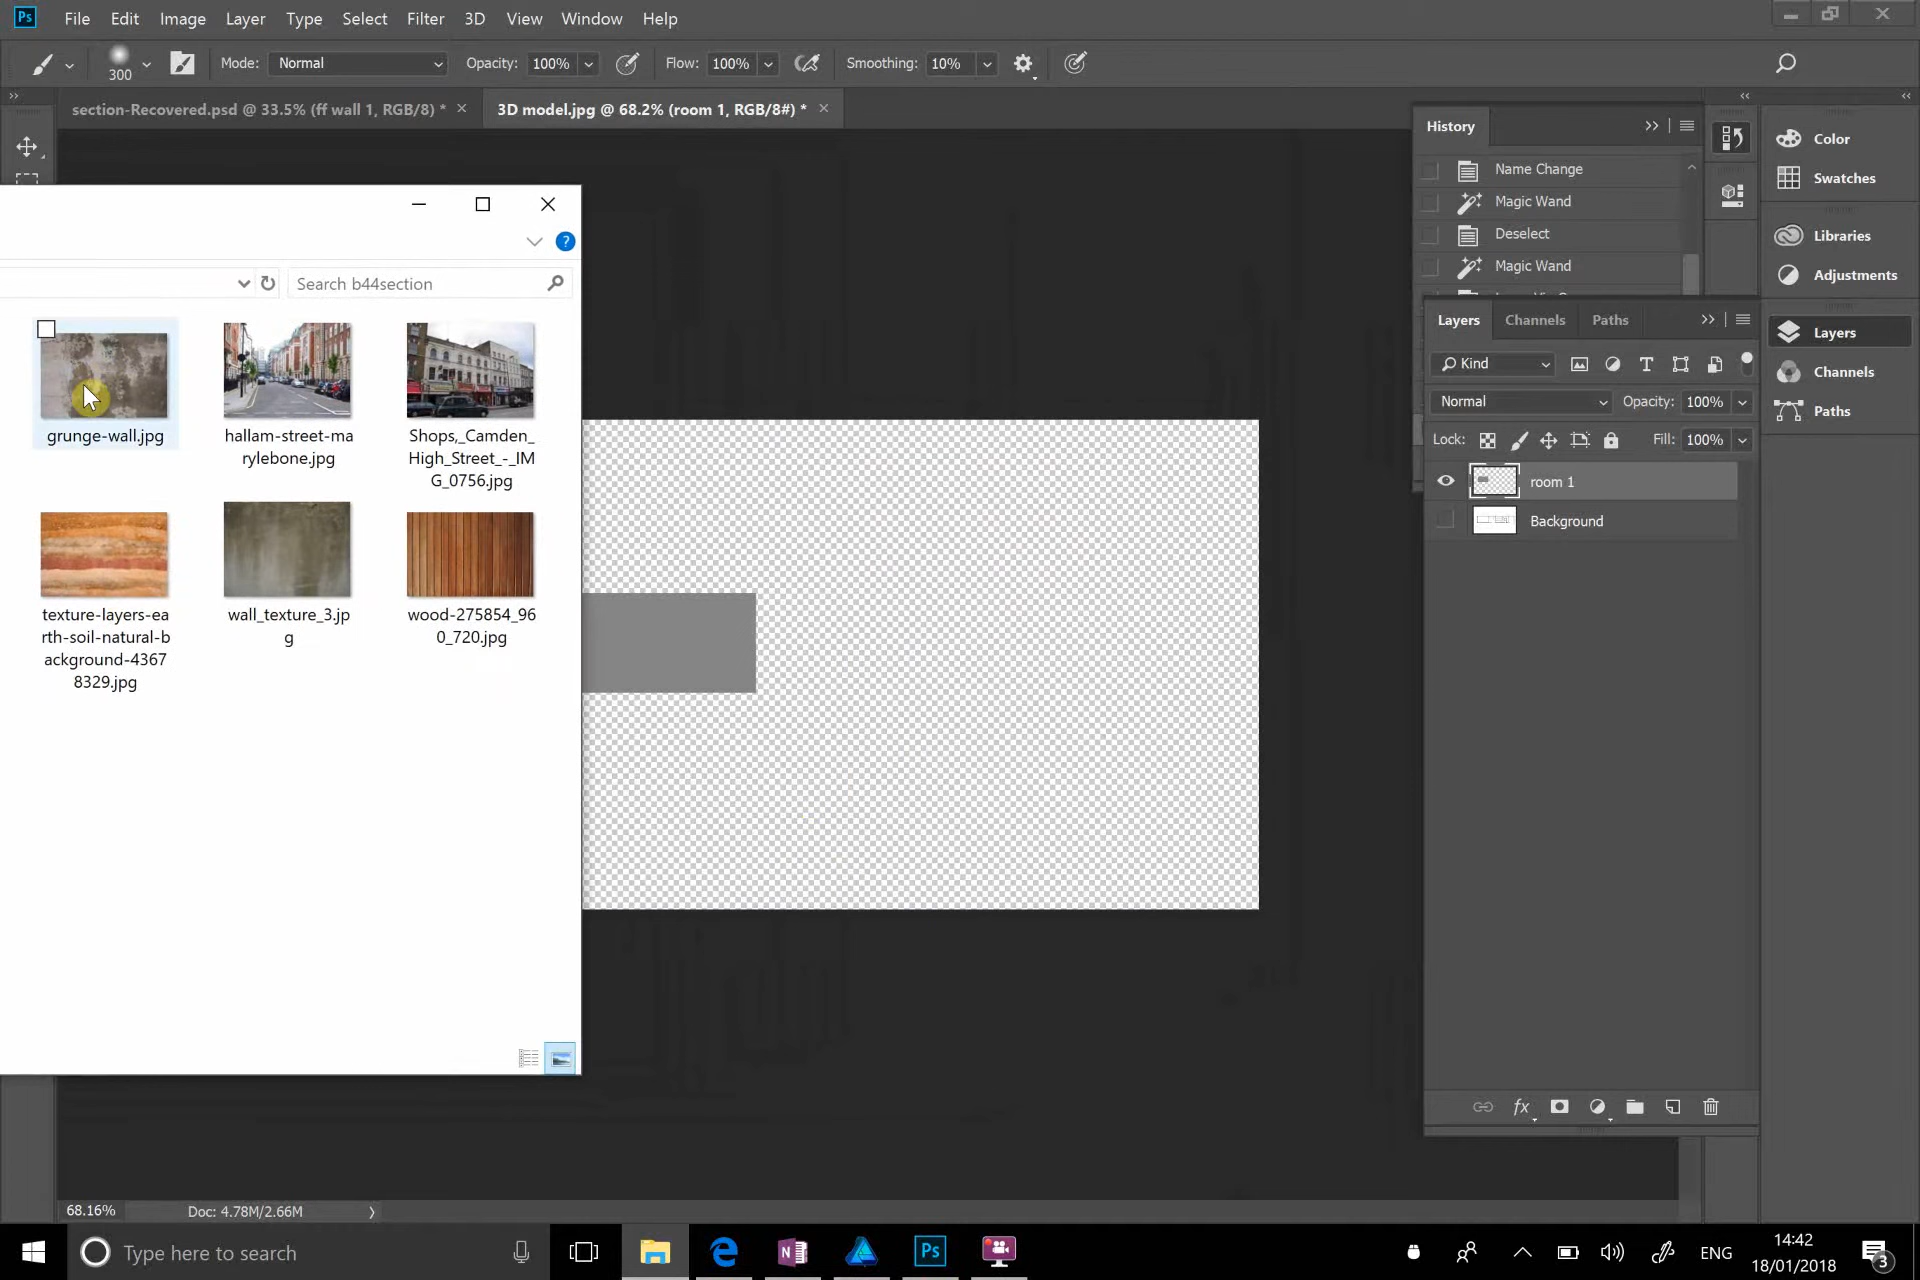 Ps File Edit Image Layer Type Select Filter 3D View Window Help
300 Mode: Normal Opacity: 100% Flow: 100% Smoothing: 10%
section-Recovered.psd @ 33.5% (ff wall 1, RGB/8) * 3D model.jpg @ 68.2% (room 1, RGB/8#) *
History
Name Change
Magic Wand
Deselect
Magic Wand
Color
Swatches
Libraries
Adjustments
Layers
Channels
Paths
Search b44section
grunge-wall.jpg
hallam-street-ma
rylebone.jpg
Shops,_Camden_
High_Street_-_IM
G_0756.jpg
texture-layers-ea
rth-soil-natural-b
ackground-4367
8329.jpg
wall_texture_3.jp
g
wood-275854_96
0_720.jpg
Layers Channels Paths
Kind
Normal Opacity: 100%
Lock: Fill: 100%
room 1
Background
fx
68.16% Doc: 4.78M/2.66M
Type here to search
Ps
ENG
14:42
18/01/2018
3